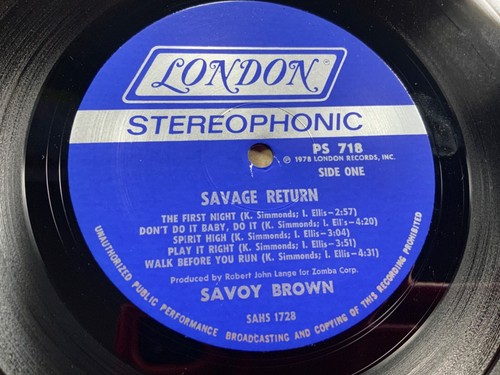 LONDON ®
STEREOPHONIC
PS 718
℗ 1978 LONDON RECORDS, INC.
SIDE ONE
SAVAGE RETURN
THE FIRST NIGHT (K. Simmonds; I. Ellis-2:57)
DON'T DO IT BABY, DO IT (K. Simmonds; I. Ellis-4:20)
SPIRIT HIGH (K. Simmonds; I. Ellis-3:04)
PLAY IT RIGHT (K. Simmonds; I. Ellis-3:51)
WALK BEFORE YOU RUN (K. Simmonds; I. Ellis-4:31)
Produced by Robert John Lange for Zomba Corp.
SAVOY BROWN
SAHS 1728
UNAUTHORIZED PUBLIC PERFORMANCE BROADCASTING AND COPYING OF THIS RECORDING PROHIBITED